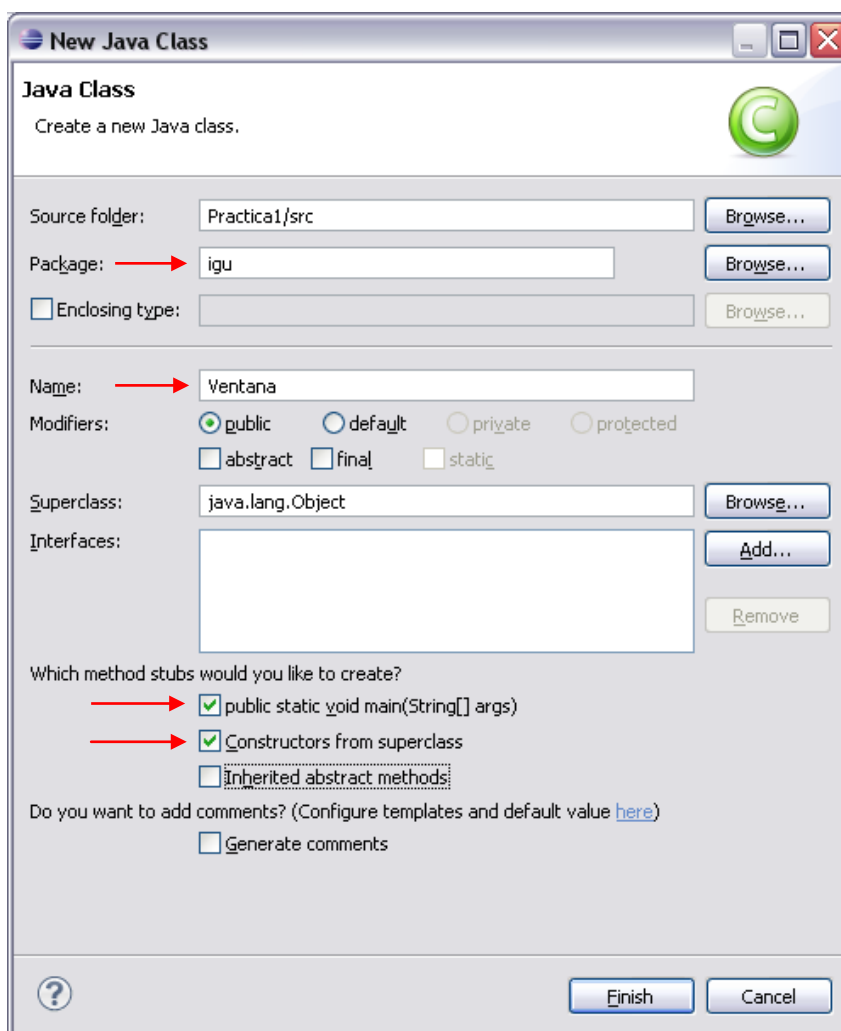 New Java Class
Java Class
Create a new Java class.
C
Source folder: Practica1/src Browse...
Package: igu Browse...
Enclosing type: Browse...
Name: Ventana
Modifiers: public default private protected
abstract final static
Superclass: java.lang.Object Browse...
Interfaces: Add...
Remove
Which method stubs would you like to create?
public static void main(String[] args)
Constructors from superclass
Inherited abstract methods
Do you want to add comments? (Configure templates and default value here)
Generate comments
? Finish Cancel